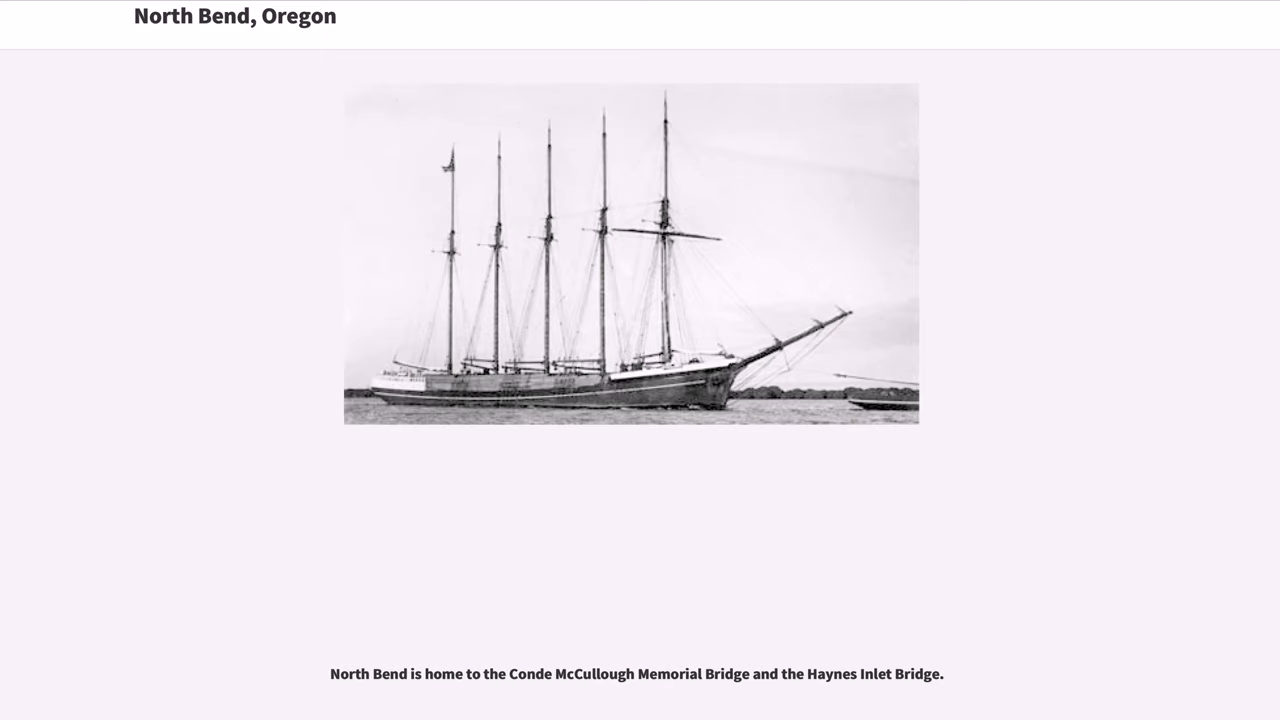 North Bend, Oregon
North Bend is home to the Conde McCullough Memorial Bridge and the Haynes Inlet Bridge.